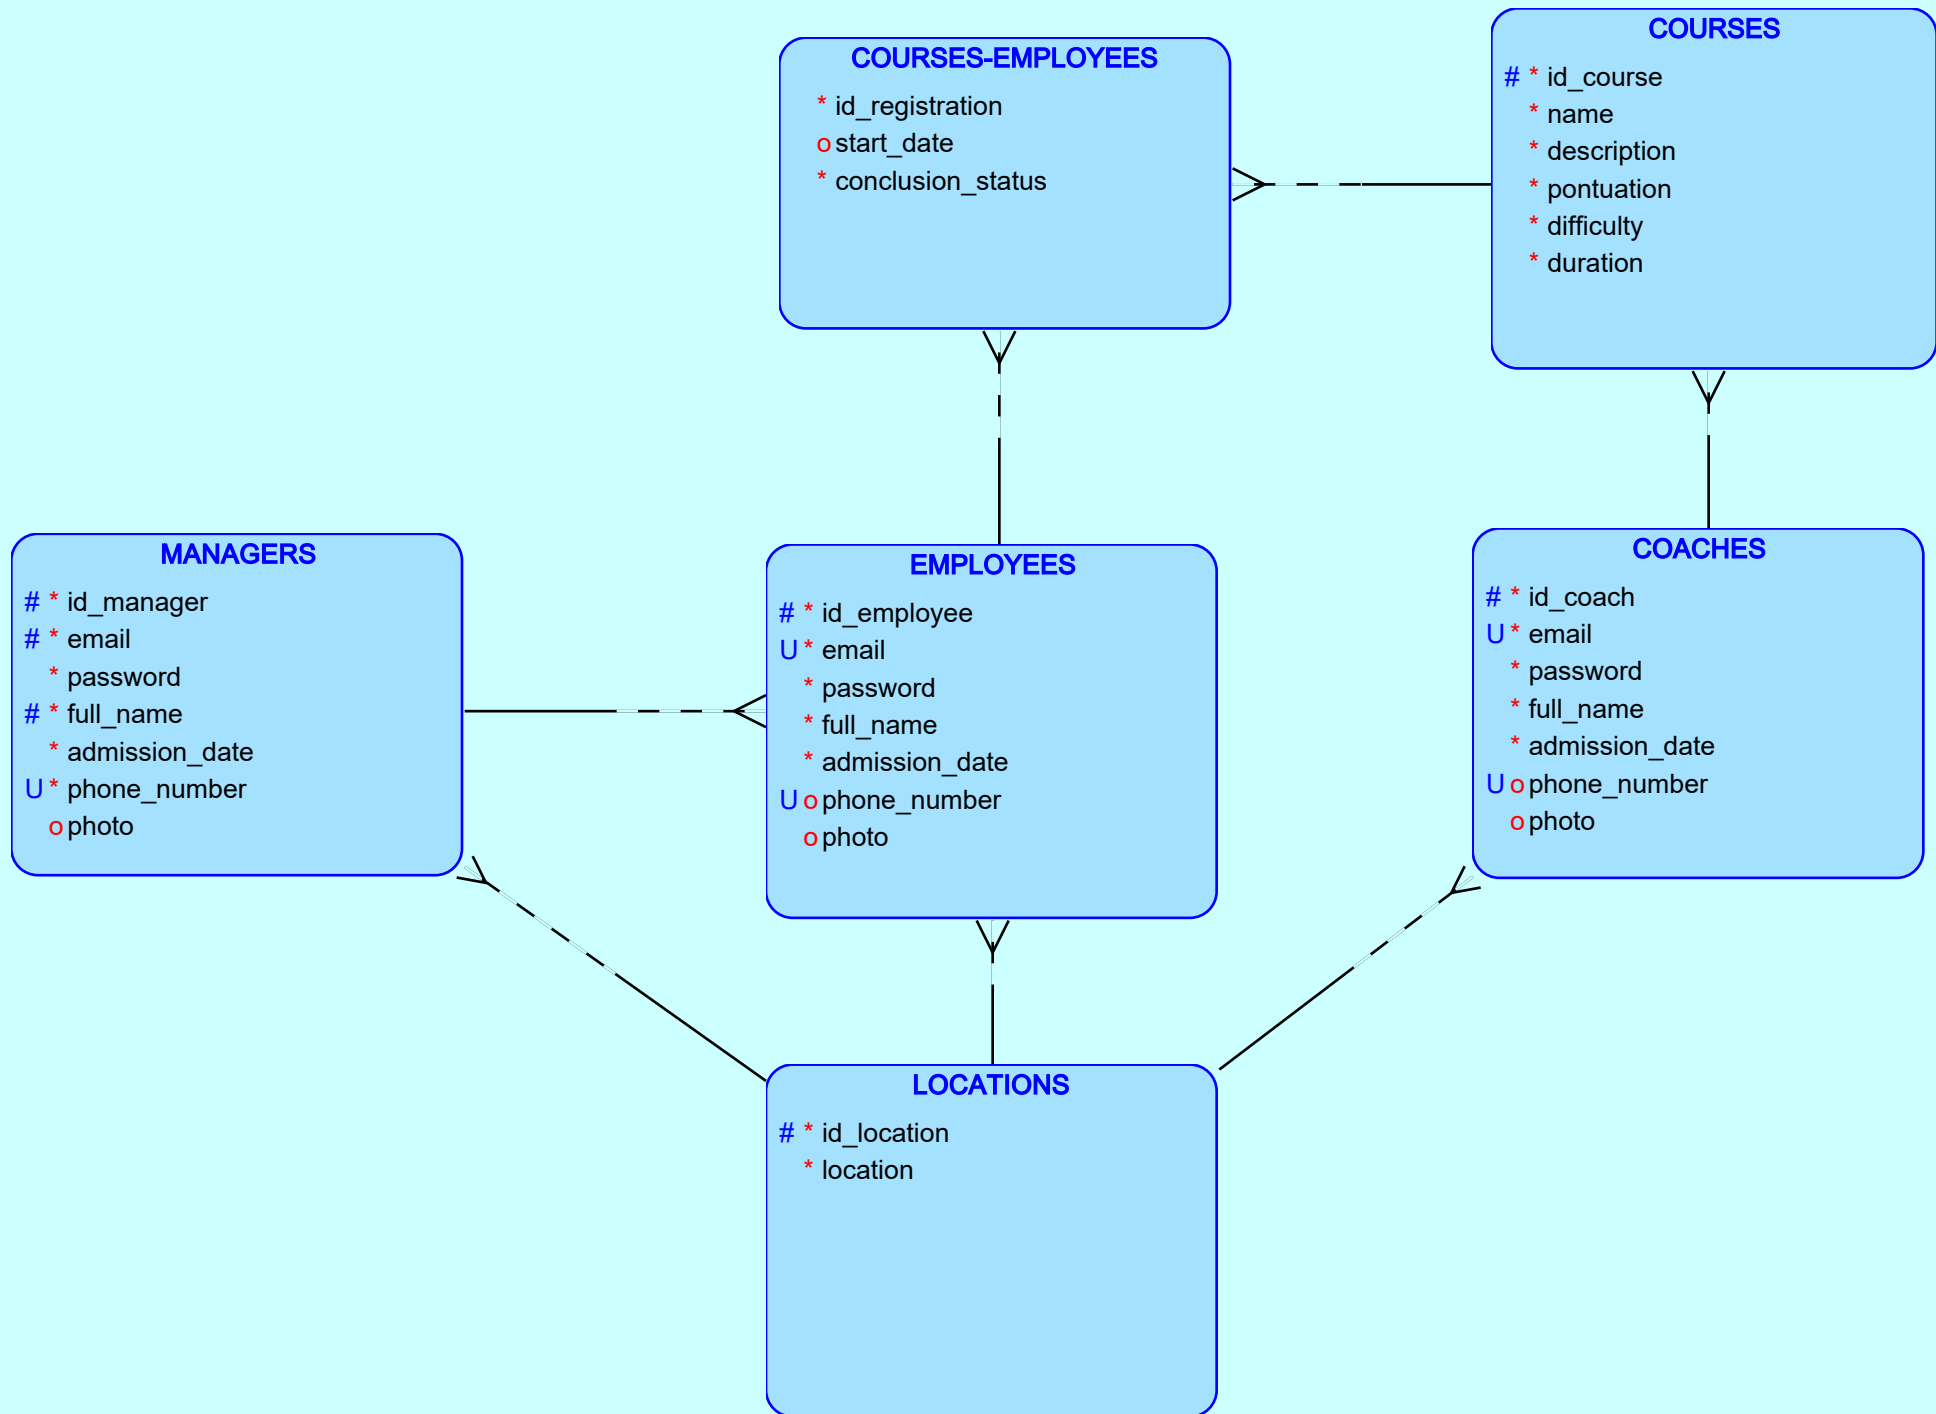 COURSES-EMPLOYEES
* id_registration
o start_date
* conclusion_status
COURSES
# * id_course
* name
* description
* pontuation
* difficulty
* duration
MANAGERS
# * id_manager
# * email
* password
# * full_name
* admission_date
U * phone_number
o photo
EMPLOYEES
# * id_employee
U * email
* password
* full_name
* admission_date
U o phone_number
o photo
COACHES
# * id_coach
U * email
* password
* full_name
* admission_date
U o phone_number
o photo
LOCATIONS
# * id_location
* location